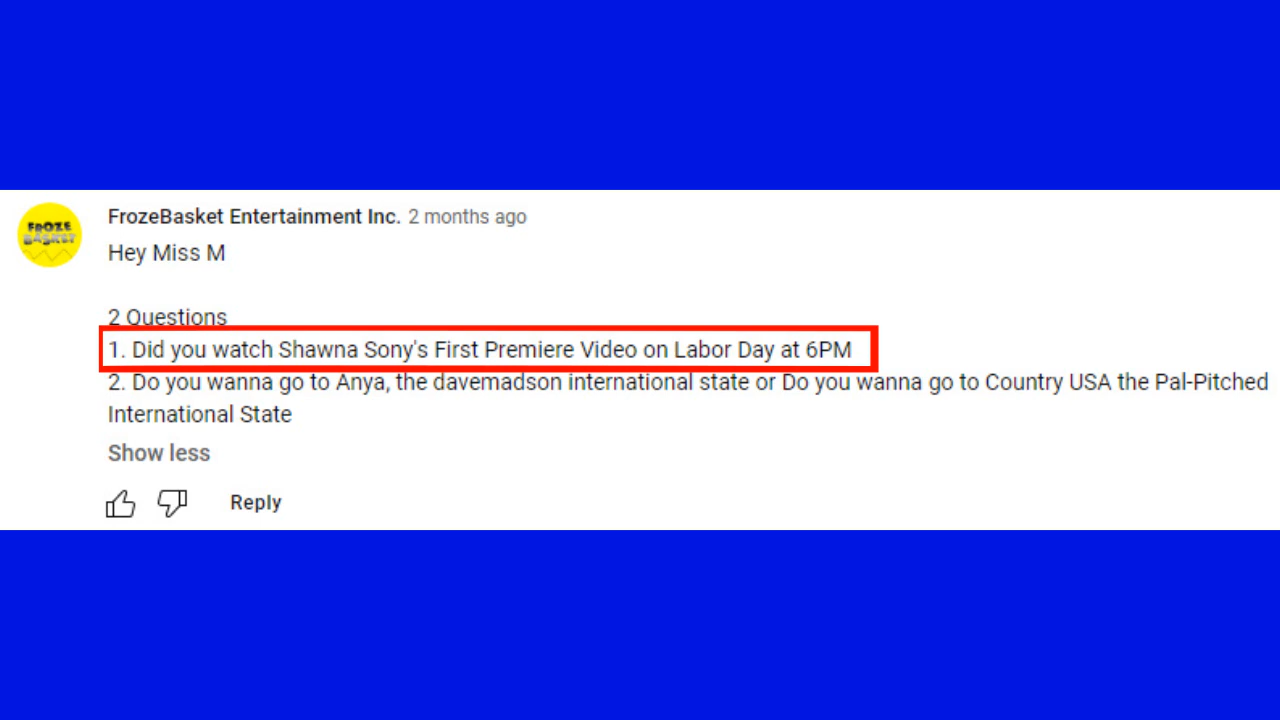 FROZE
BASKET
FrozeBasket Entertainment Inc. 2 months ago
Hey Miss M
2 Questions
1. Did you watch Shawna Sony's First Premiere Video on Labor Day at 6PM
2. Do you wanna go to Anya, the davemadson international state or Do you wanna go to Country USA the Pal-Pitched
International State
Show less
Reply